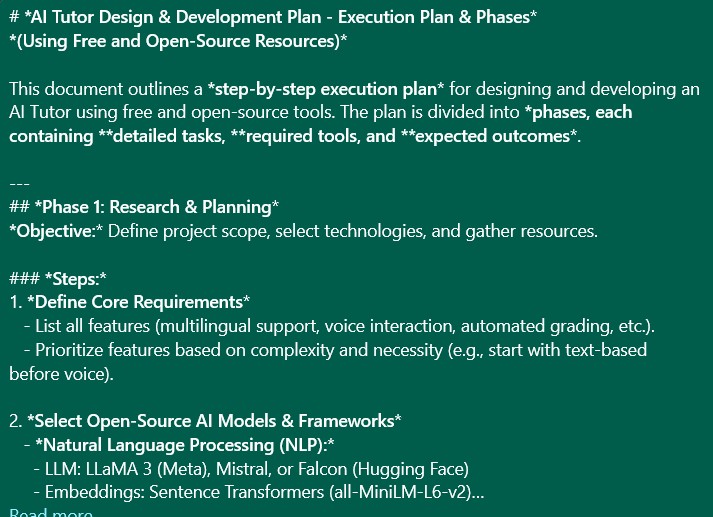 # *AI Tutor Design & Development Plan - Execution Plan & Phases*
*(Using Free and Open-Source Resources)*
This document outlines a *step-by-step execution plan* for designing and developing an
AI Tutor using free and open-source tools. The plan is divided into *phases, each
containing **detailed tasks, **required tools, and **expected outcomes*.
---
## *Phase 1: Research & Planning*
*Objective:* Define project scope, select technologies, and gather resources.
### *Steps:*
1. *Define Core Requirements*
- List all features (multilingual support, voice interaction, automated grading, etc.).
- Prioritize features based on complexity and necessity (e.g., start with text-based
before voice).
2. *Select Open-Source AI Models & Frameworks*
- *Natural Language Processing (NLP):*
- LLM: LLaMA 3 (Meta), Mistral, or Falcon (Hugging Face)
- Embeddings: Sentence Transformers (all-MiniLM-L6-v2)...
Read more